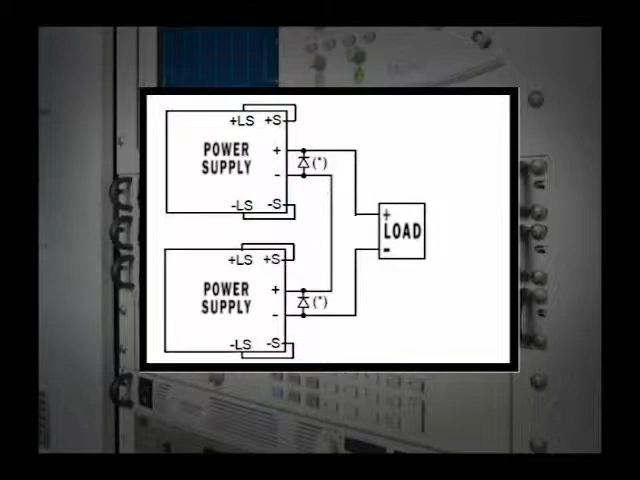 +LS +S
POWER
SUPPLY
+
(*)
-
-LS -S
+
LOAD
-
+LS +S
POWER
SUPPLY
+
(*)
-
-LS -S